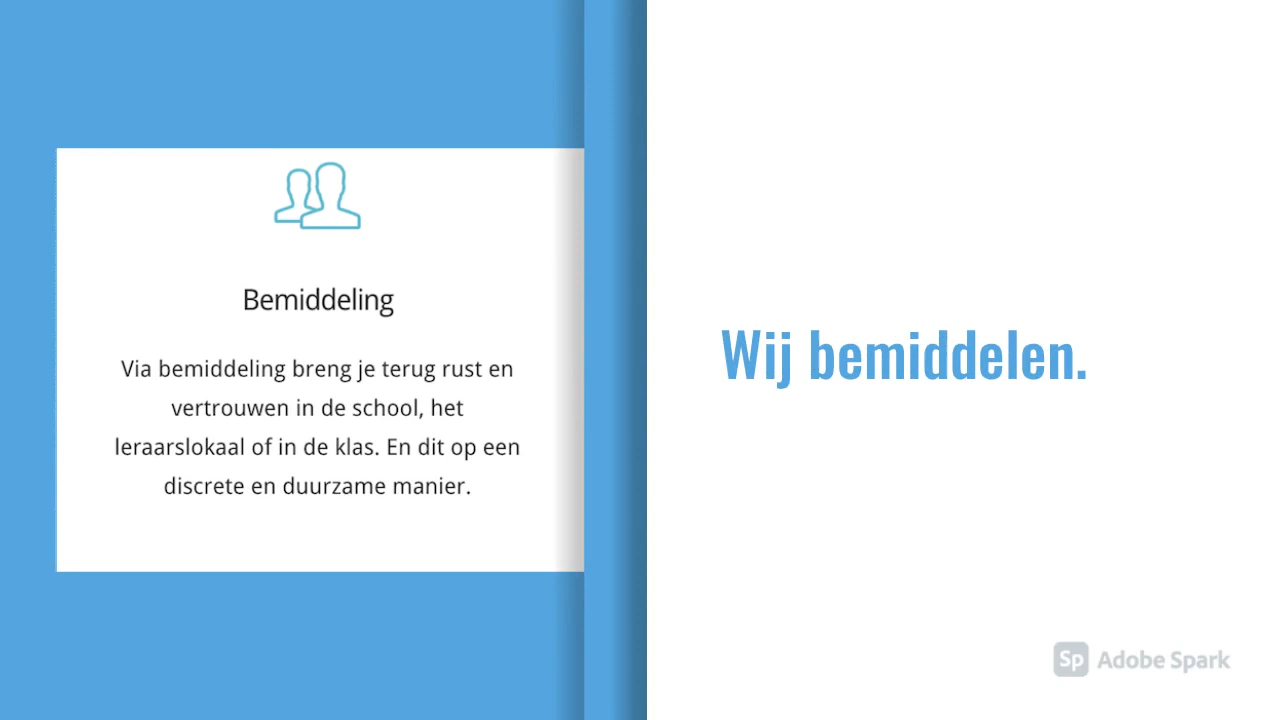 Bemiddeling
Via bemiddeling breng je terug rust en
vertrouwen in de school, het
leraarslokaal of in de klas. En dit op een
discrete en duurzame manier.
Wij bemiddelen.
Sp Adobe Spark